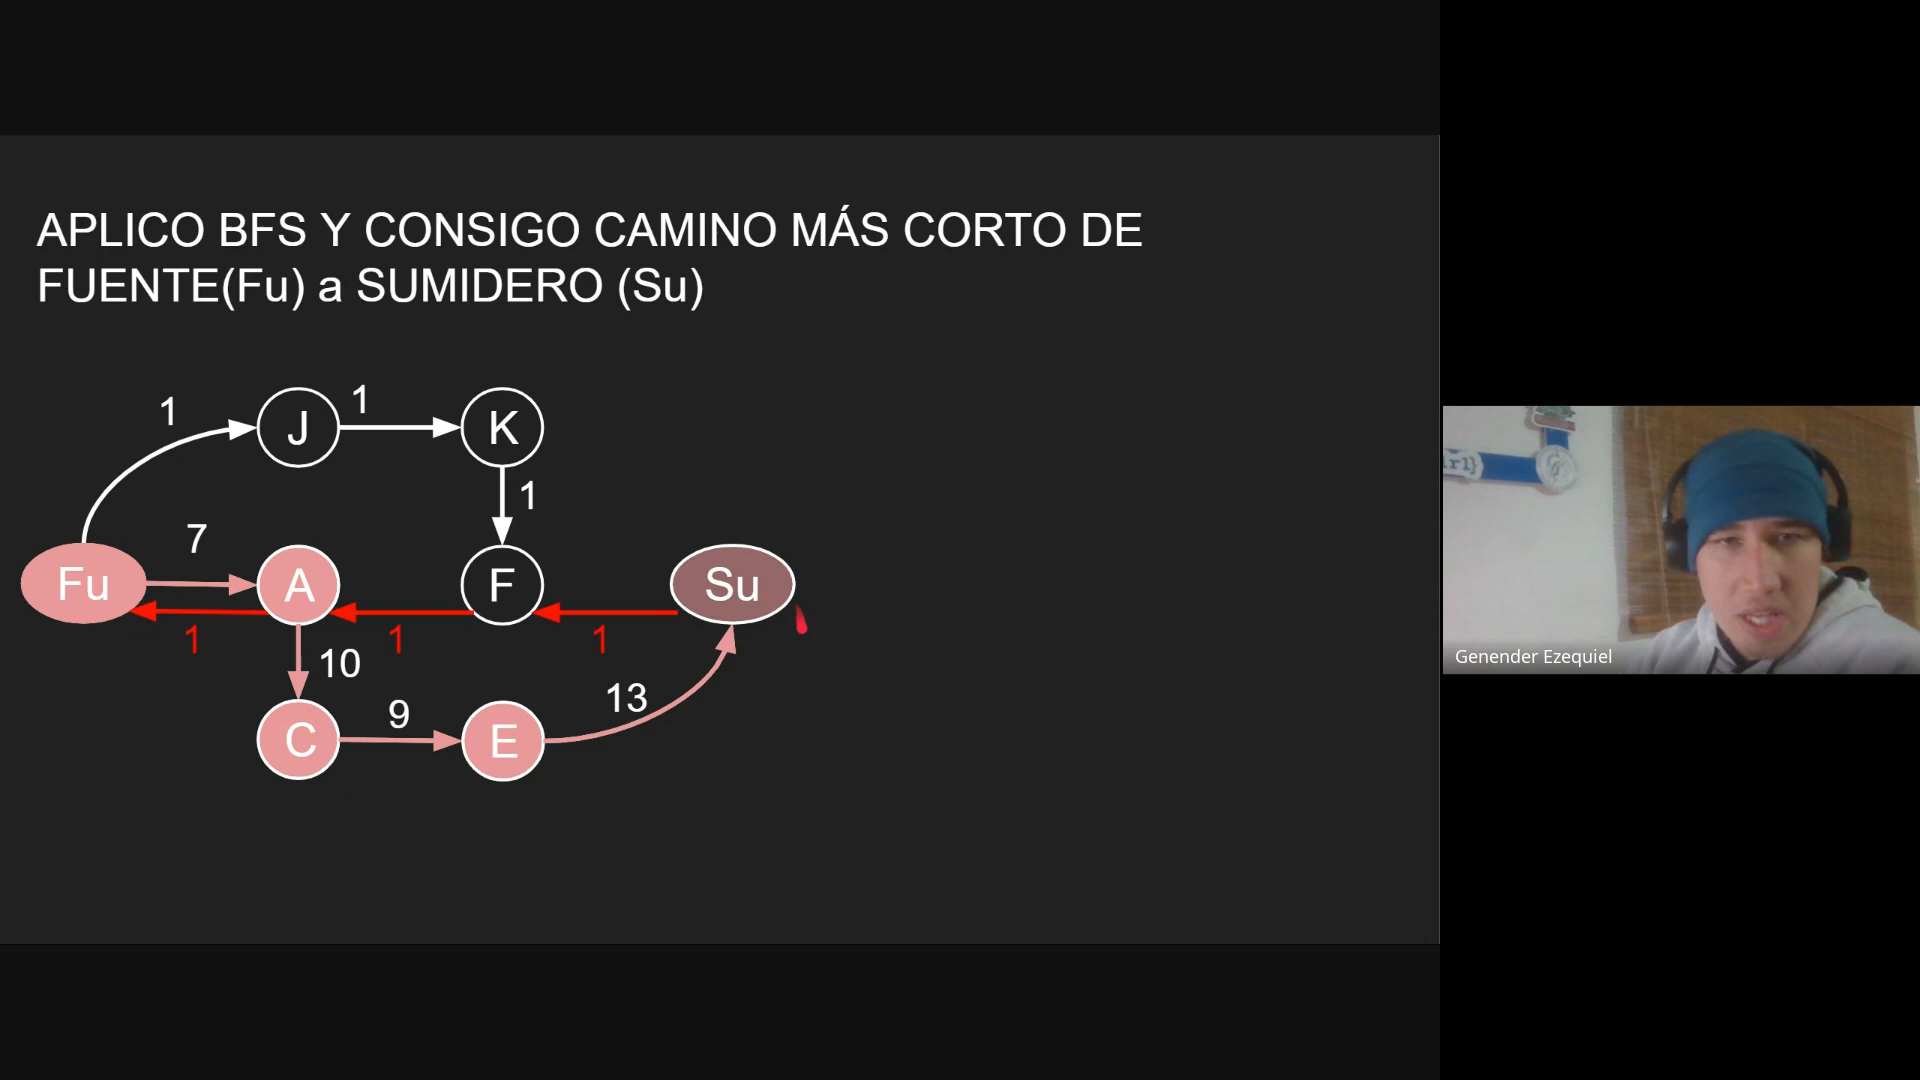 APLICO BFS Y CONSIGO CAMINO MÁS CORTO DE
FUENTE(Fu) a SUMIDERO (Su)
1
J
1
K
1
Fu
7
A
F
Su
1
1
1
10
C
9
E
13
Genender Ezequiel